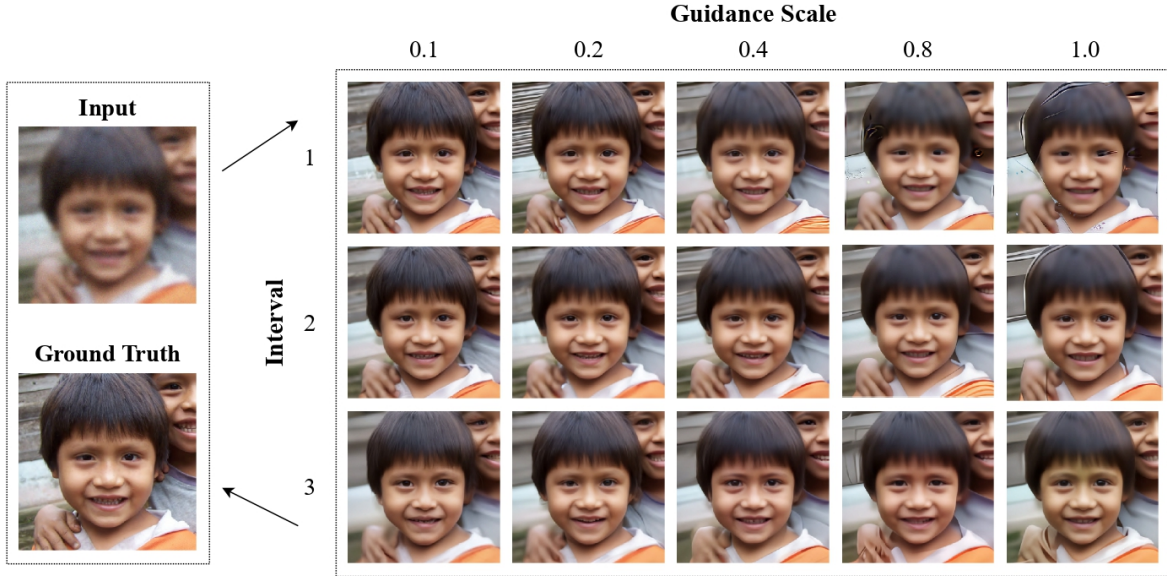 Guidance Scale
0.1 0.2 0.4 0.8 1.0
Input
1
Interval
2
Ground Truth
3